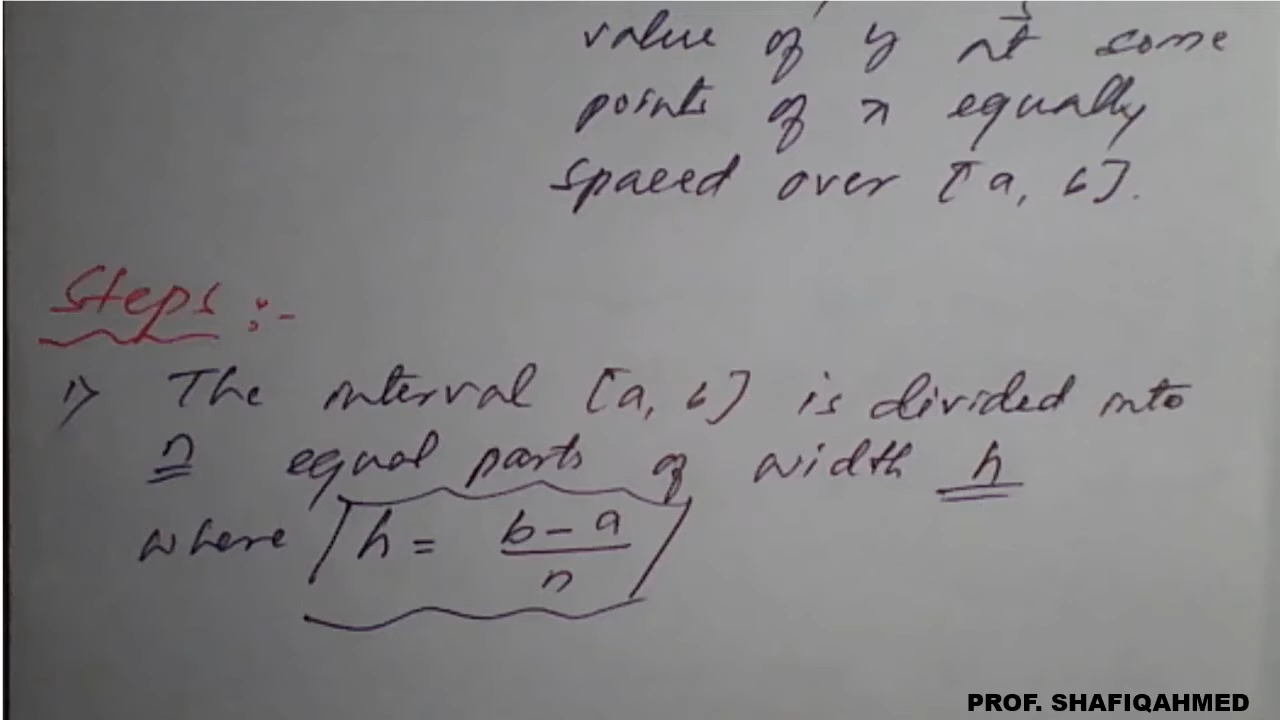 value of y at some
points of x equally
spaced over [a, b].
Steps :-
1> The interval [a, b] is divided into
n equal parts of width h
where h = b - a
n
PROF. SHAFIQAHMED